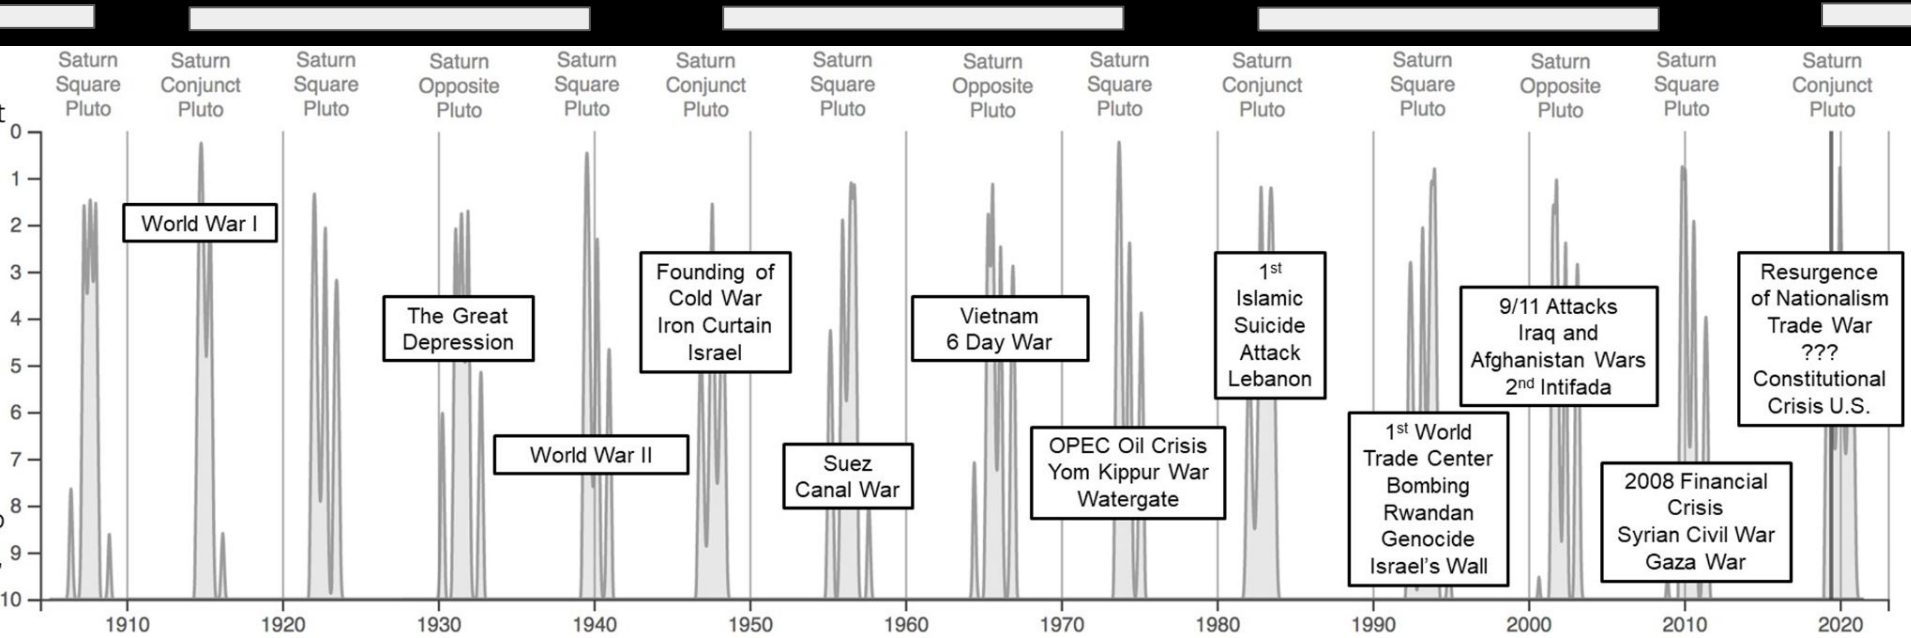 Saturn
Square
Pluto
Saturn
Conjunct
Pluto
Saturn
Square
Pluto
Saturn
Opposite
Pluto
Saturn
Square
Pluto
Saturn
Conjunct
Pluto
Saturn
Square
Pluto
Saturn
Opposite
Pluto
Saturn
Square
Pluto
Saturn
Conjunct
Pluto
Saturn
Square
Pluto
Saturn
Opposite
Pluto
Saturn
Square
Pluto
Saturn
Conjunct
Pluto
t
0
1
2
3
4
5
6
7
8
9
10
World War I
The Great
Depression
World War II
Founding of
Cold War
Iron Curtain
Israel
Suez
Canal War
Vietnam
6 Day War
OPEC Oil Crisis
Yom Kippur War
Watergate
1st
Islamic
Suicide
Attack
Lebanon
1st World
Trade Center
Bombing
Rwandan
Genocide
Israel's Wall
9/11 Attacks
Iraq and
Afghanistan Wars
2nd Intifada
2008 Financial
Crisis
Syrian Civil War
Gaza War
Resurgence
of Nationalism
Trade War
???
Constitutional
Crisis U.S.
1910 1920 1930 1940 1950 1960 1970 1980 1990 2000 2010 2020